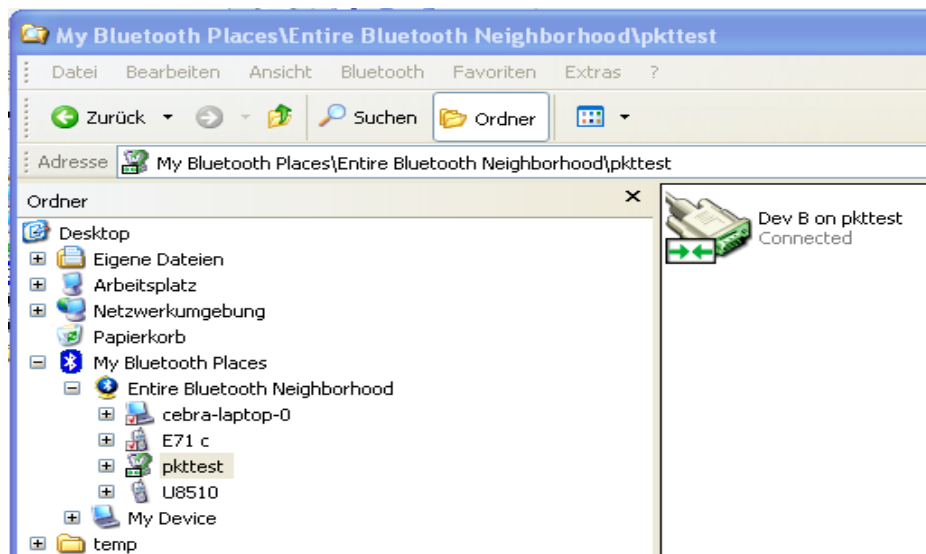 My Bluetooth Places\Entire Bluetooth Neighborhood\pkttest
Datei Bearbeiten Ansicht Bluetooth Favoriten Extras ?
Zurück Suchen Ordner
Adresse My Bluetooth Places\Entire Bluetooth Neighborhood\pkttest
Ordner
Desktop
Eigene Dateien
Arbeitsplatz
Netzwerkumgebung
Papierkorb
My Bluetooth Places
Entire Bluetooth Neighborhood
cebra-laptop-0
E71 c
pkttest
U8510
My Device
temp
Dev B on pkttest
Connected